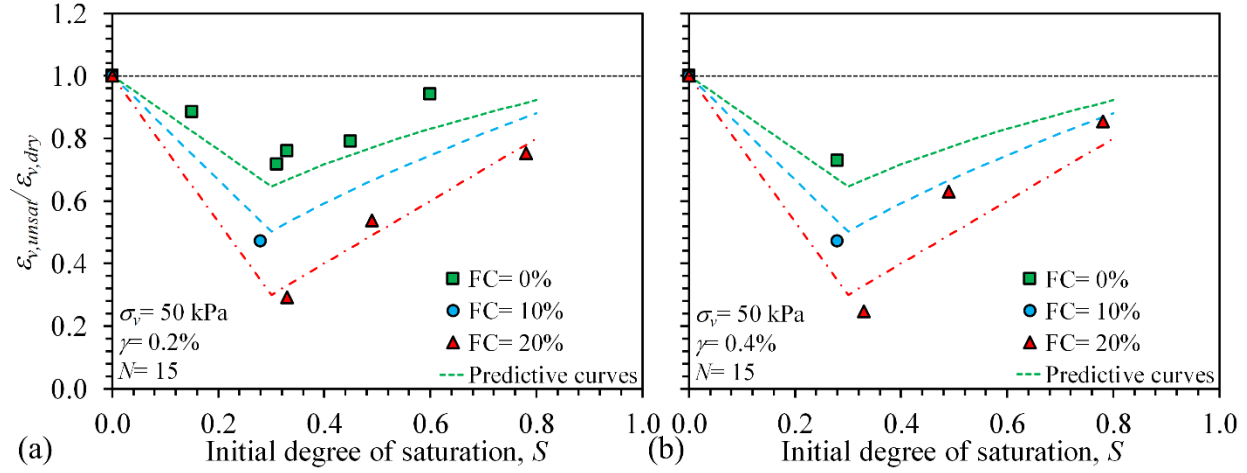 1.2
1.0
0.8
0.6
0.4
0.2
0.0
εv,unsat/ εv,dry
σv= 50 kPa
γ= 0.2%
N= 15
FC= 0%
FC= 10%
FC= 20%
Predictive curves
0.0 0.2 0.4 0.6 0.8 1.0
(a) Initial degree of saturation, S
σv= 50 kPa
γ= 0.4%
N= 15
FC= 0%
FC= 10%
FC= 20%
Predictive curves
0.0 0.2 0.4 0.6 0.8 1.0
(b) Initial degree of saturation, S